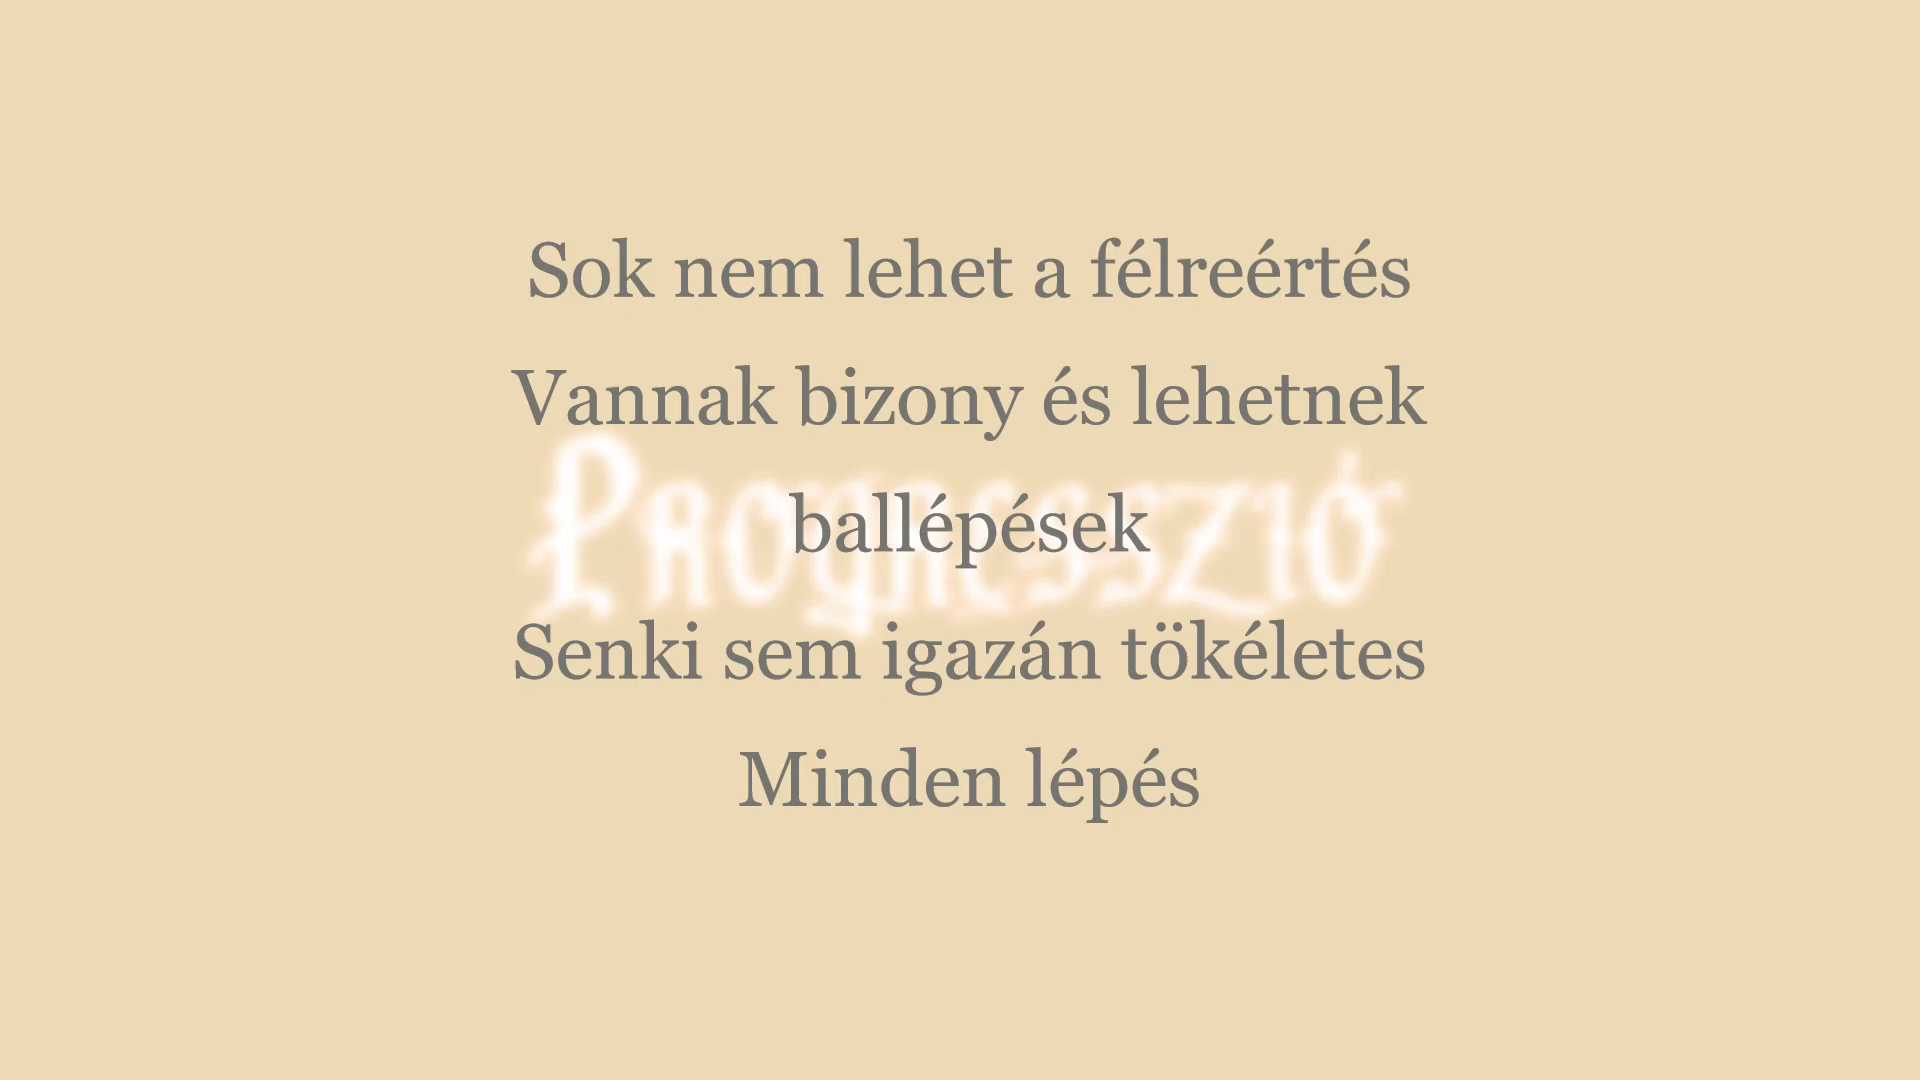 Sok nem lehet a félreértés
Vannak bizony és lehetnek
Progresszió
ballépések
Senki sem igazán tökéletes
Minden lépés